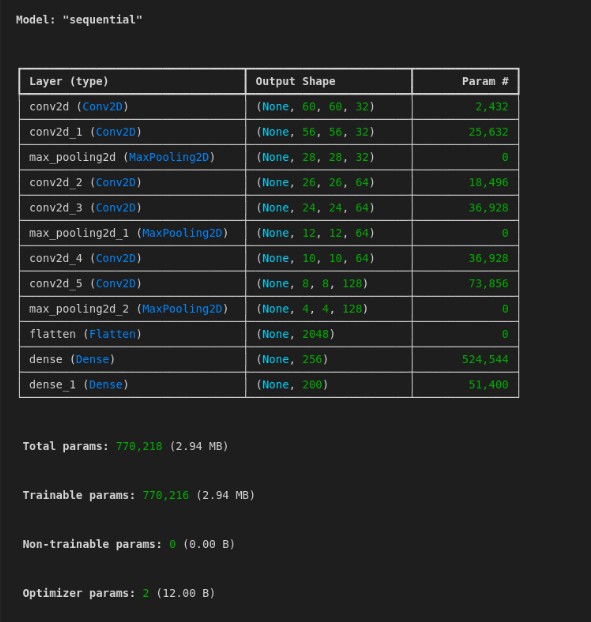 Model: "sequential"
Layer (type) Output Shape Param #
conv2d (Conv2D) (None, 60, 60, 32) 2,432
conv2d_1 (Conv2D) (None, 56, 56, 32) 25,632
max_pooling2d (MaxPooling2D) (None, 28, 28, 32) 0
conv2d_2 (Conv2D) (None, 26, 26, 64) 18,496
conv2d_3 (Conv2D) (None, 24, 24, 64) 36,928
max_pooling2d_1 (MaxPooling2D) (None, 12, 12, 64) 0
conv2d_4 (Conv2D) (None, 10, 10, 64) 36,928
conv2d_5 (Conv2D) (None, 8, 8, 128) 73,856
max_pooling2d_2 (MaxPooling2D) (None, 4, 4, 128) 0
flatten (Flatten) (None, 2048) 0
dense (Dense) (None, 256) 524,544
dense_1 (Dense) (None, 200) 51,400
Total params: 770,218 (2.94 MB)
Trainable params: 770,216 (2.94 MB)
Non-trainable params: 0 (0.00 B)
Optimizer params: 2 (12.00 B)